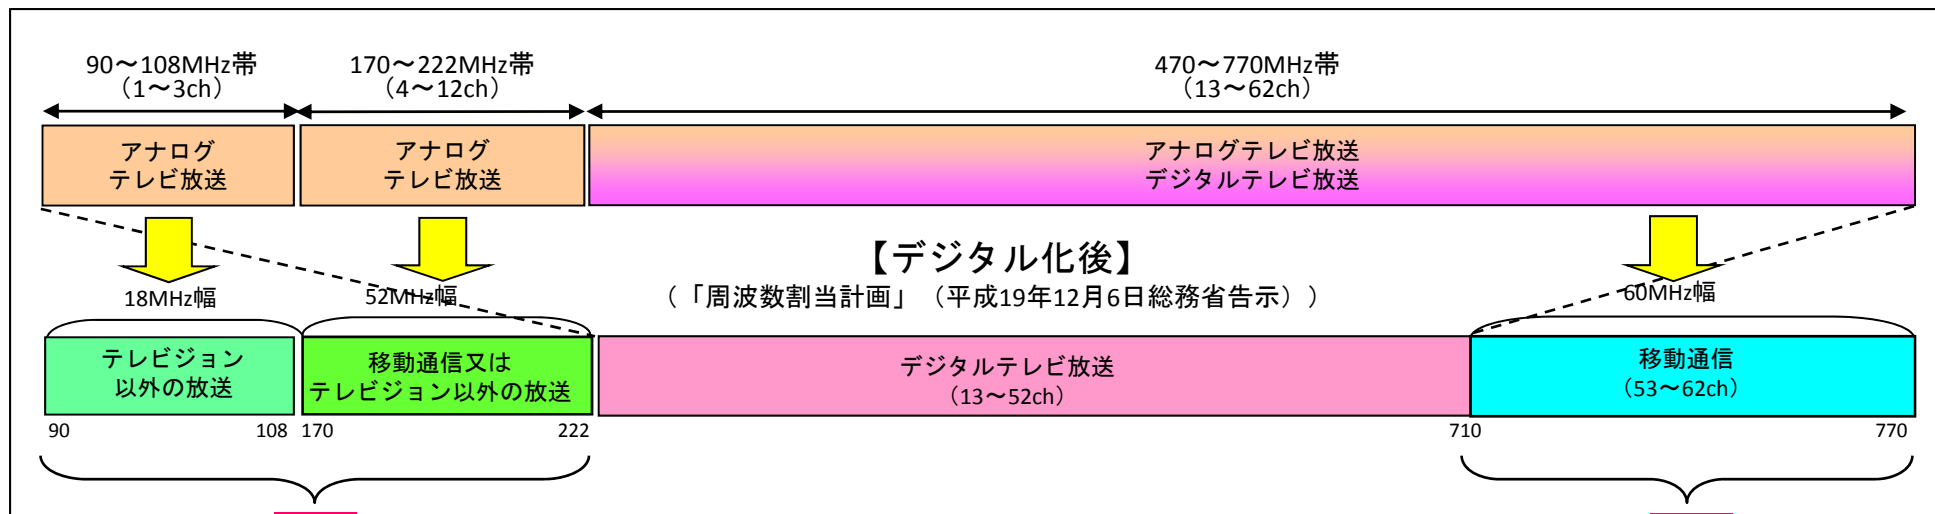 90～108MHz帯
（1～3ch）
170～222MHz帯
（4～12ch）
470～770MHz帯
（13～62ch）
アナログ
テレビ放送
アナログ
テレビ放送
アナログテレビ放送
デジタルテレビ放送
【デジタル化後】
（「周波数割当計画」（平成19年12月6日総務省告示））
18MHz幅
52MHz幅
60MHz幅
テレビジョン
以外の放送
移動通信又は
テレビジョン以外の放送
デジタルテレビ放送
（13～52ch）
移動通信
（53～62ch）
90
108
170
222
710
770